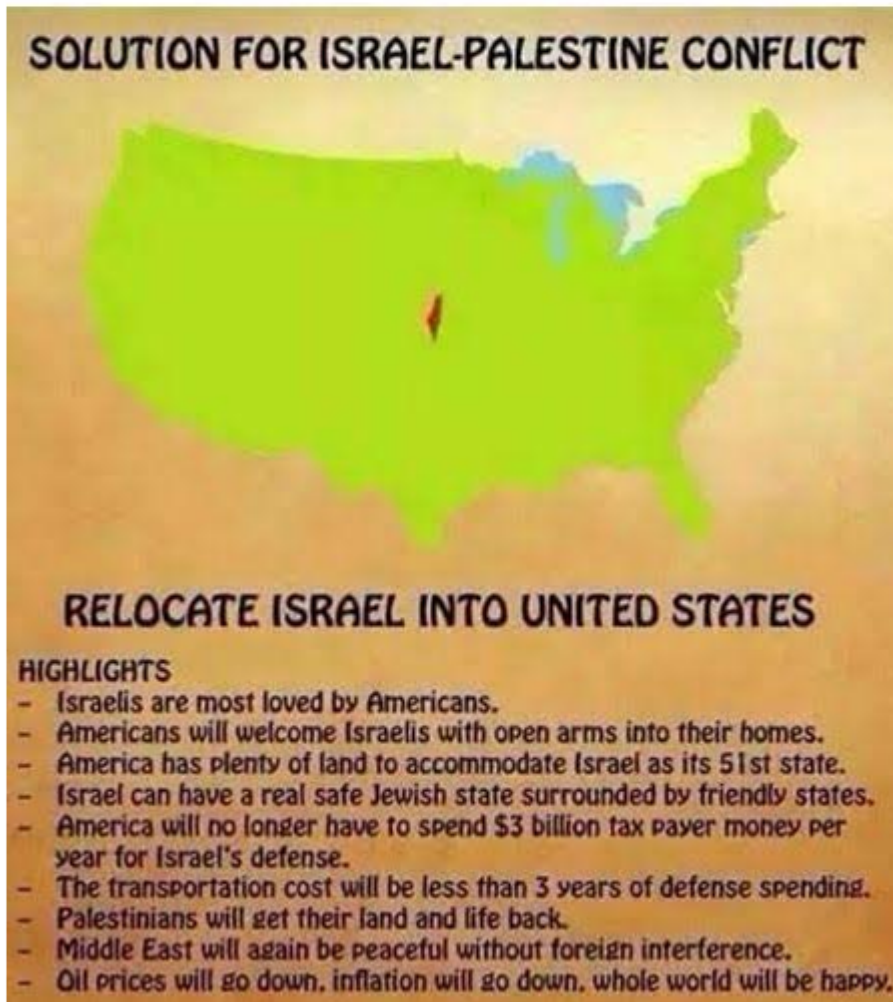 SOLUTION FOR ISRAEL-PALESTINE CONFLICT
RELOCATE ISRAEL INTO UNITED STATES
HIGHLIGHTS
- Israelis are most loved by Americans.
- Americans will welcome Israelis with open arms into their homes.
- America has plenty of land to accommodate Israel as its 51st state.
- Israel can have a real safe Jewish state surrounded by friendly states.
- America will no longer have to spend $3 billion tax payer money per
year for Israel's defense.
- The transportation cost will be less than 3 years of defense spending.
- Palestinians will get their land and life back.
- Middle East will again be peaceful without foreign interference.
- Oil prices will go down, inflation will go down, whole world will be happy.